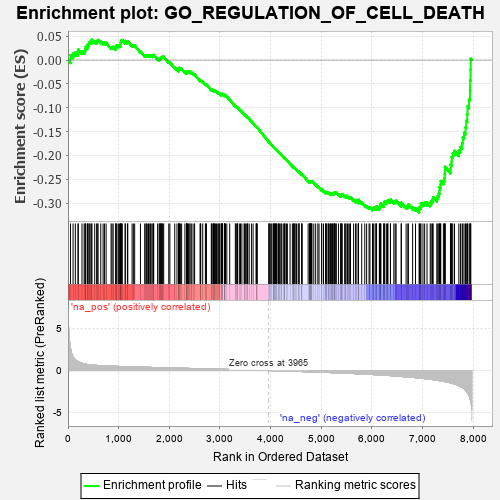 Enrichment plot: GO_REGULATION_OF_CELL_DEATH
Enrichment score (ES)
0.05
0.00
-0.05
-0.10
-0.15
-0.20
-0.25
-0.30
'na_pos' (positively correlated)
Ranked list metric (PreRanked)
5
0
-5
Zero cross at 3965
'na_neg' (negatively correlated)
0
1,000
2,000
3,000
4,000
5,000
6,000
7,000
8,000
Rank in Ordered Dataset
Enrichment profile
Hits
Ranking metric scores